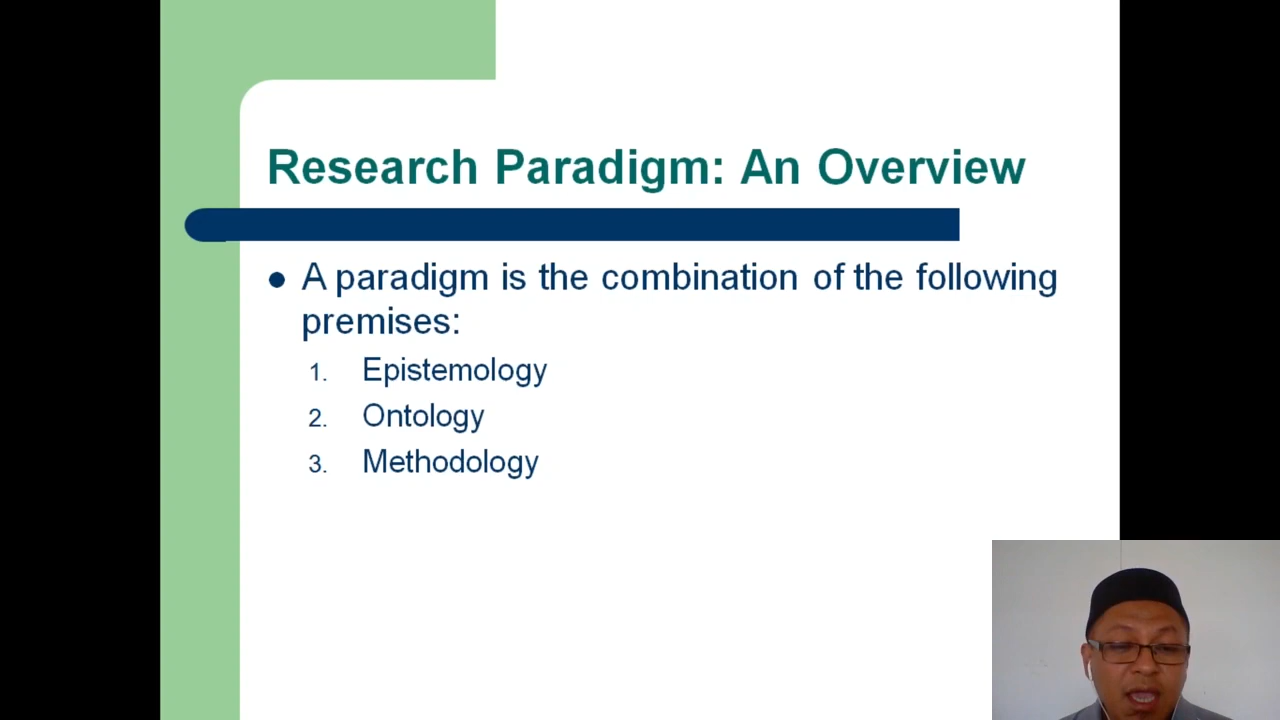 Research Paradigm: An Overview
● A paradigm is the combination of the following
premises:
1. Epistemology
2. Ontology
3. Methodology